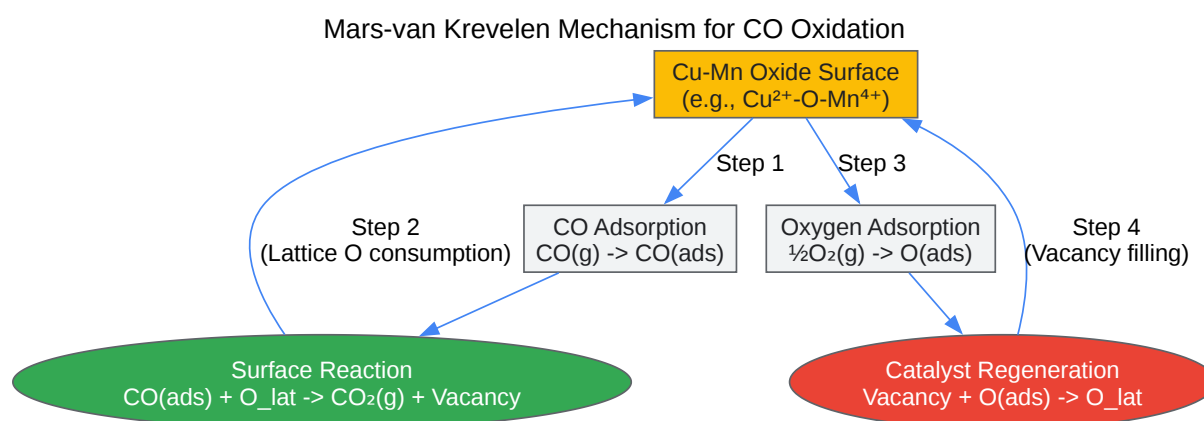 Mars-van Krevelen Mechanism for CO Oxidation
Cu-Mn Oxide Surface
(e.g., Cu²⁺-O-Mn⁴⁺)
Step 1
Step 3
Step 2
(Lattice O consumption)
CO Adsorption
CO(g) -> CO(ads)
Oxygen Adsorption
½O₂(g) -> O(ads)
Step 4
(Vacancy filling)
Surface Reaction
CO(ads) + O_lat -> CO₂(g) + Vacancy
Catalyst Regeneration
Vacancy + O(ads) -> O_lat